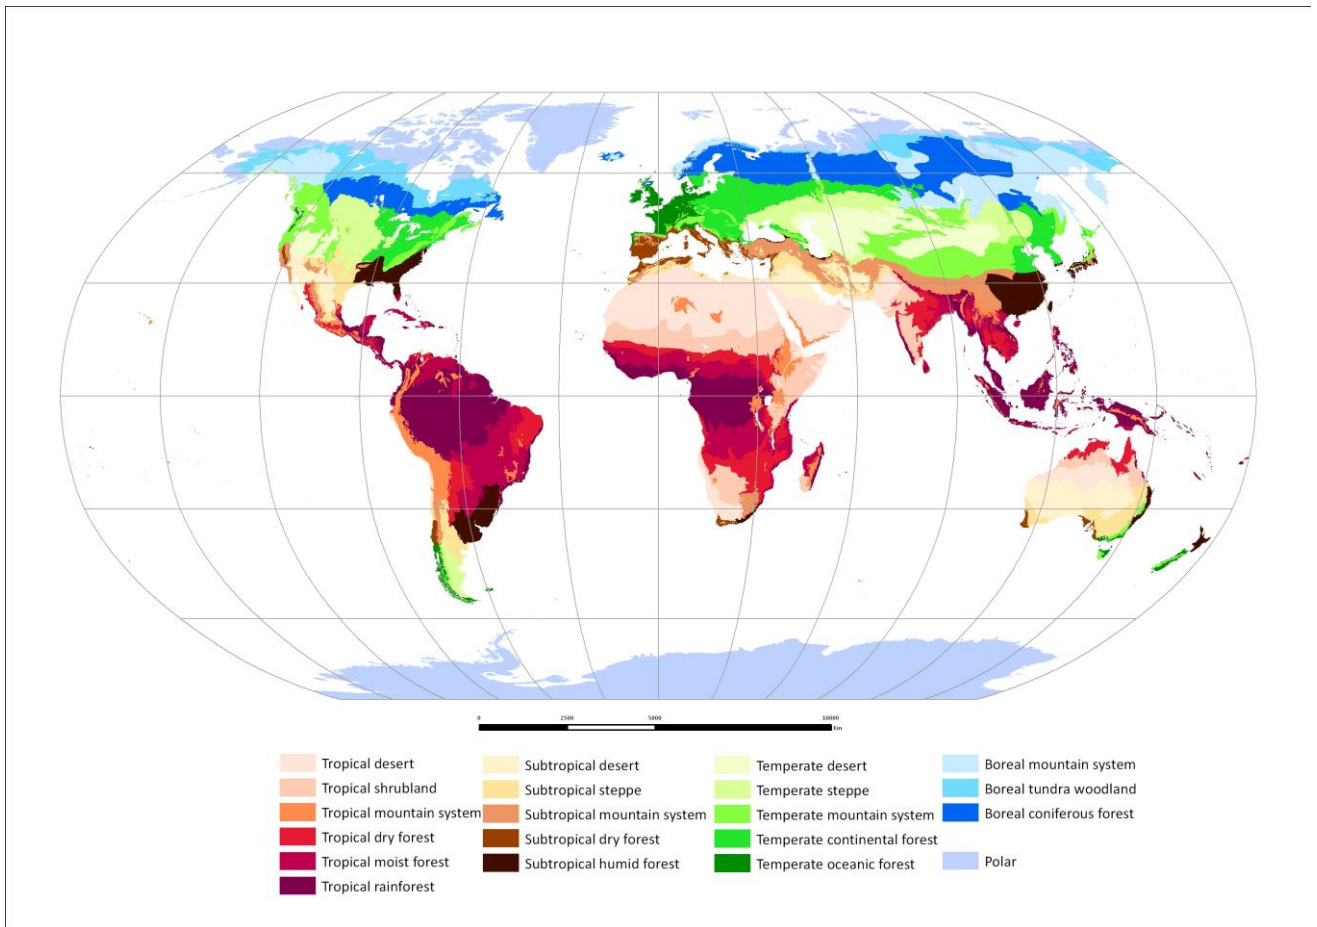 0 2500 5000 10000
Km
Tropical desert
Tropical shrubland
Tropical mountain system
Tropical dry forest
Tropical moist forest
Tropical rainforest
Subtropical desert
Subtropical steppe
Subtropical mountain system
Subtropical dry forest
Subtropical humid forest
Temperate desert
Temperate steppe
Temperate mountain system
Temperate continental forest
Temperate oceanic forest
Boreal mountain system
Boreal tundra woodland
Boreal coniferous forest
Polar